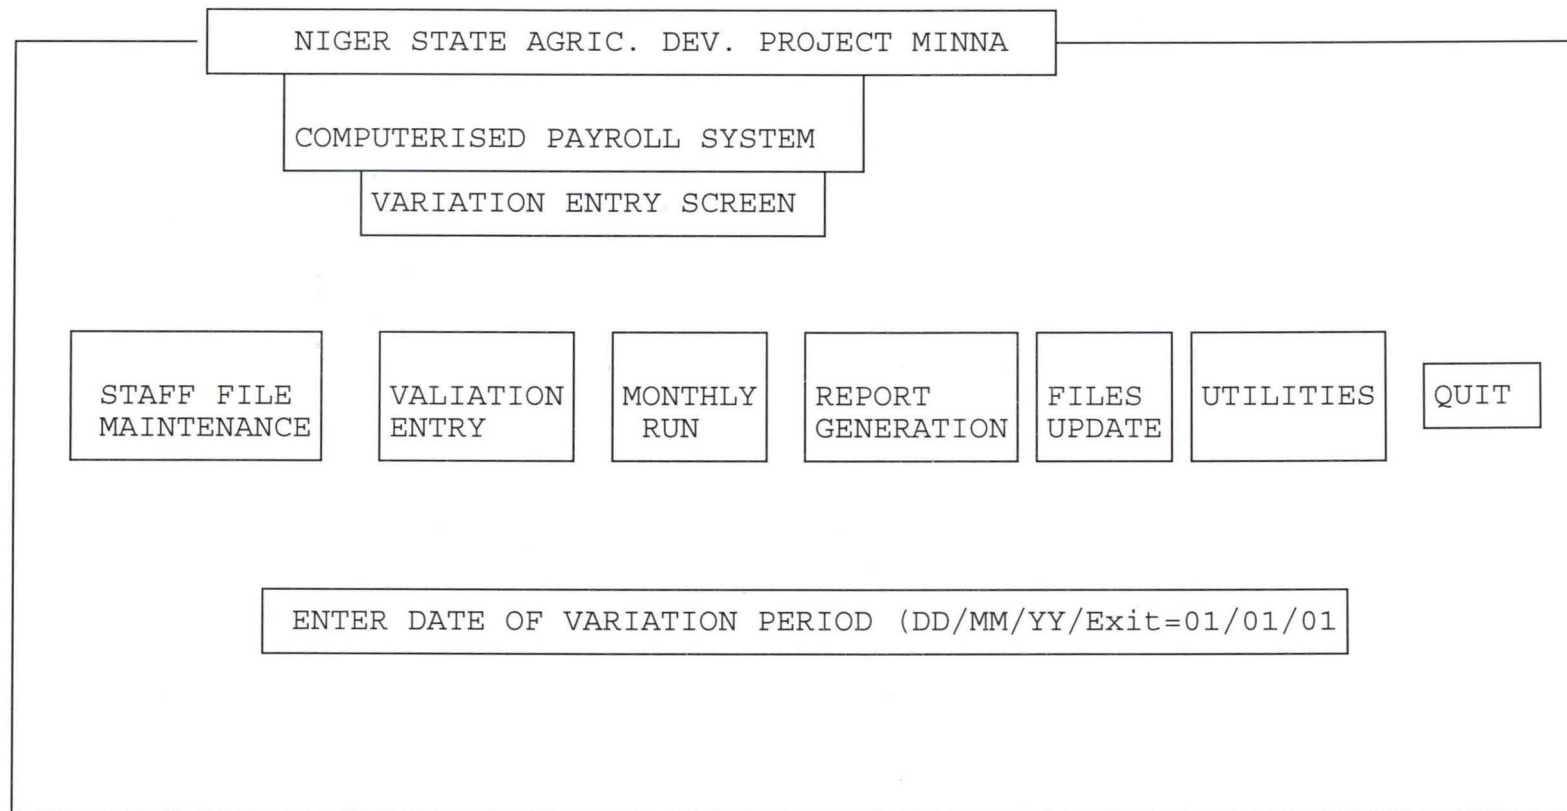 NIGER STATE AGRIC. DEV. PROJECT MINNA
COMPUTERISED PAYROLL SYSTEM
VARIATION ENTRY SCREEN
STAFF FILE
MAINTENANCE
VALIATION
ENTRY
MONTHLY
RUN
REPORT
GENERATION
FILES
UPDATE
UTILITIES
QUIT
ENTER DATE OF VARIATION PERIOD (DD/MM/YY/Exit=01/01/01